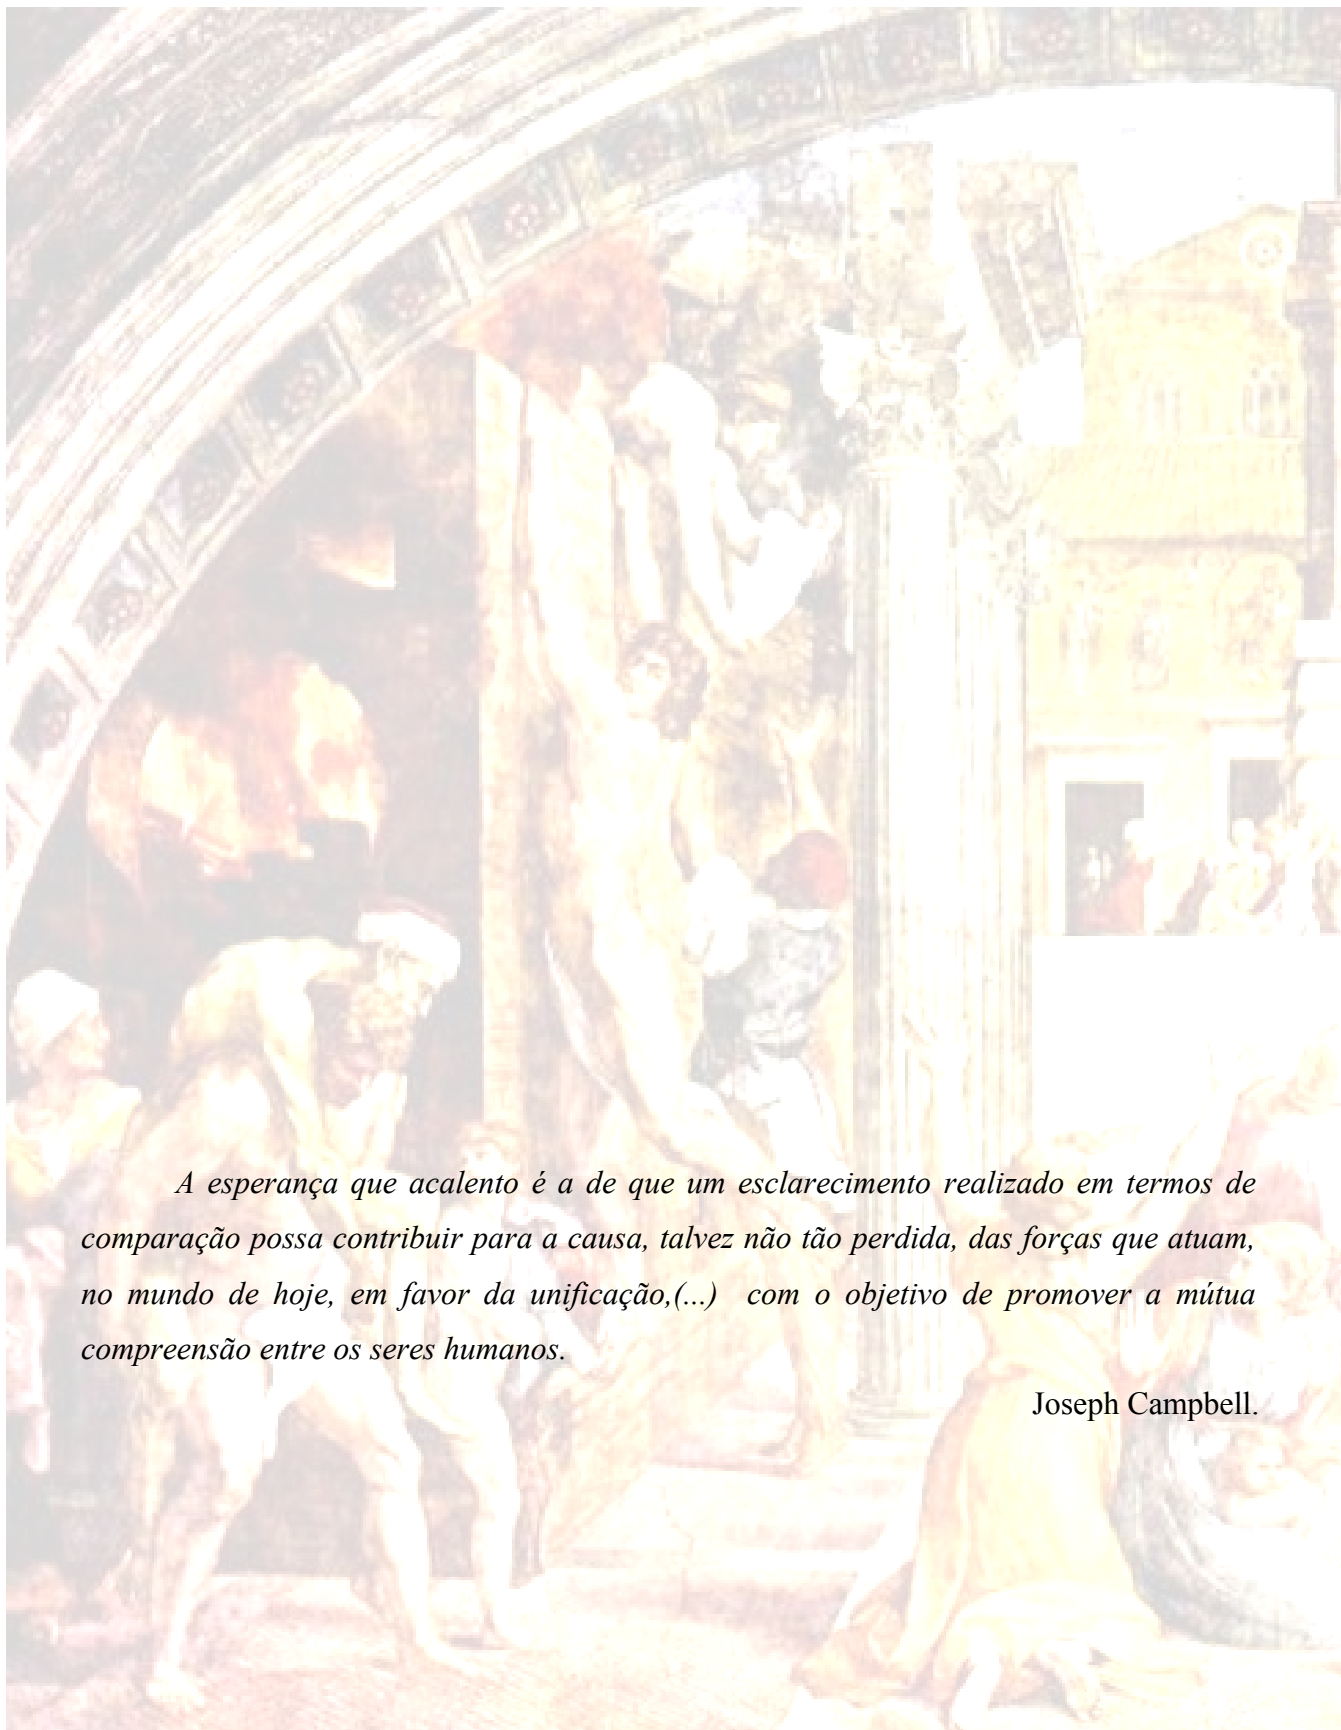 A esperança que acalento é a de que um esclarecimento realizado em termos de
comparação possa contribuir para a causa, talvez não tão perdida, das forças que atuam,
no mundo de hoje, em favor da unificação,(...) com o objetivo de promover a mútua
compreensão entre os seres humanos.
Joseph Campbell.